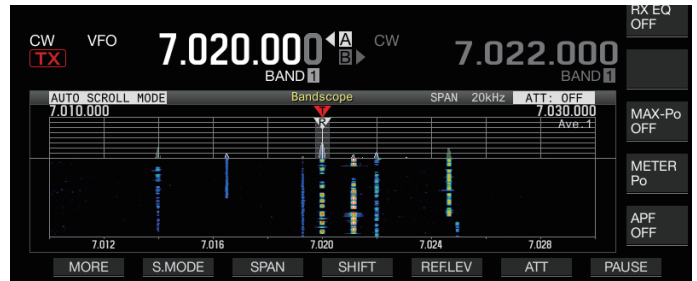 RX EQ
OFF
CW VFO 7.020.000 A B CW 7.022.000
TX
BAND 1 BAND 1
AUTO SCROLL MODE Bandscope SPAN 20kHz ATT: OFF
7.010.000 T 7.030.000
R Ave.1
MAX-Po
OFF
METER
Po
APF
OFF
7.012 7.016 7.020 7.024 7.028
MORE S.MODE SPAN SHIFT REF.LEV ATT PAUSE